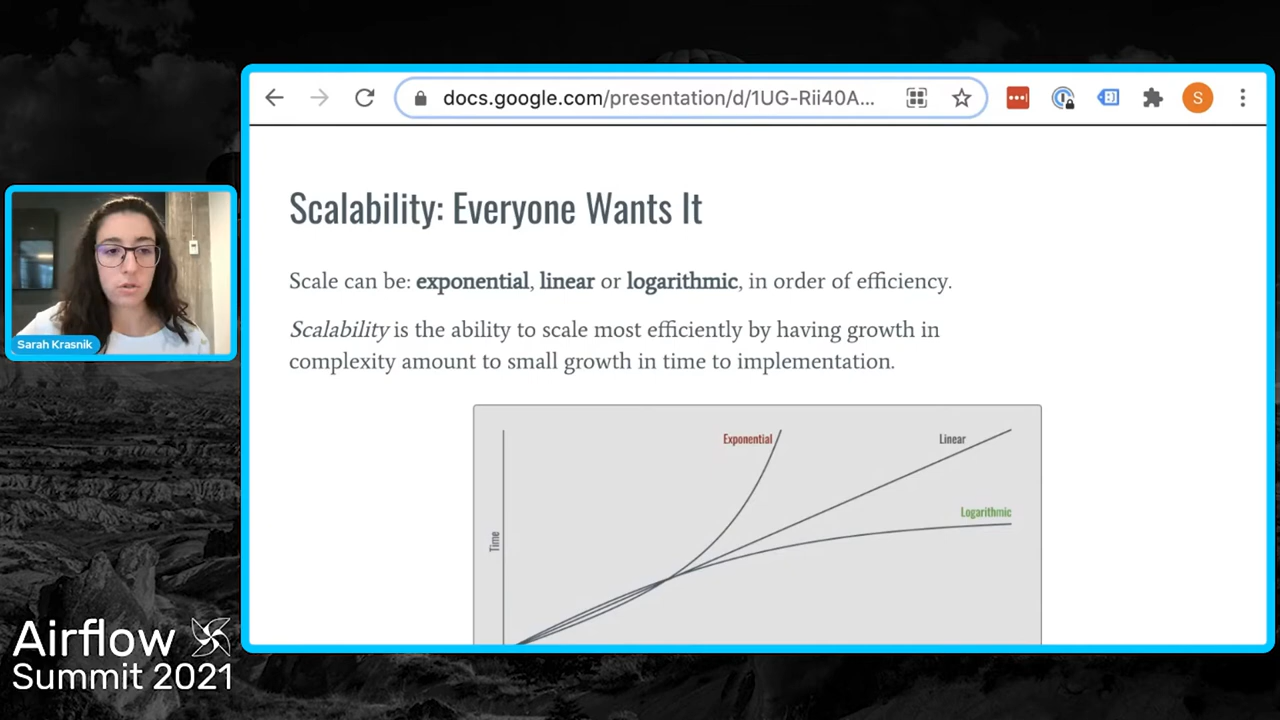 docs.google.com/presentation/d/1UG-Rii40A...
S
Scalability: Everyone Wants It
Scale can be: exponential, linear or logarithmic, in order of efficiency.
Scalability is the ability to scale most efficiently by having growth in
complexity amount to small growth in time to implementation.
Exponential
Linear
Logarithmic
Time
Sarah Krasnik
Airflow
Summit 2021